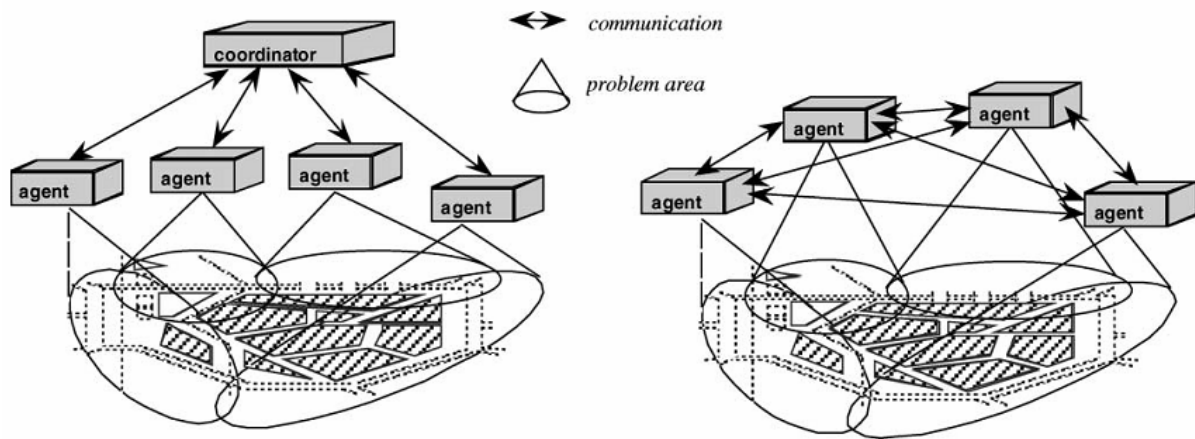 coordinator
communication
problem area
agent
agent
agent
agent
agent
agent
agent
agent